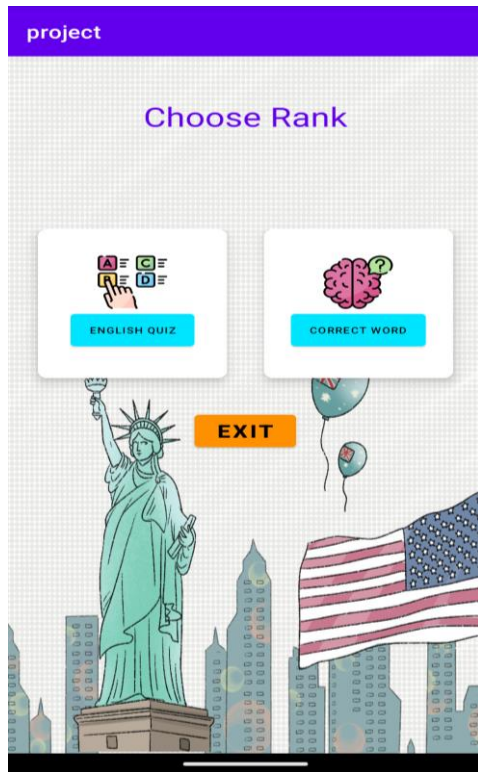 project
Choose Rank
A C
B D
?
ENGLISH QUIZ
CORRECT WORD
EXIT